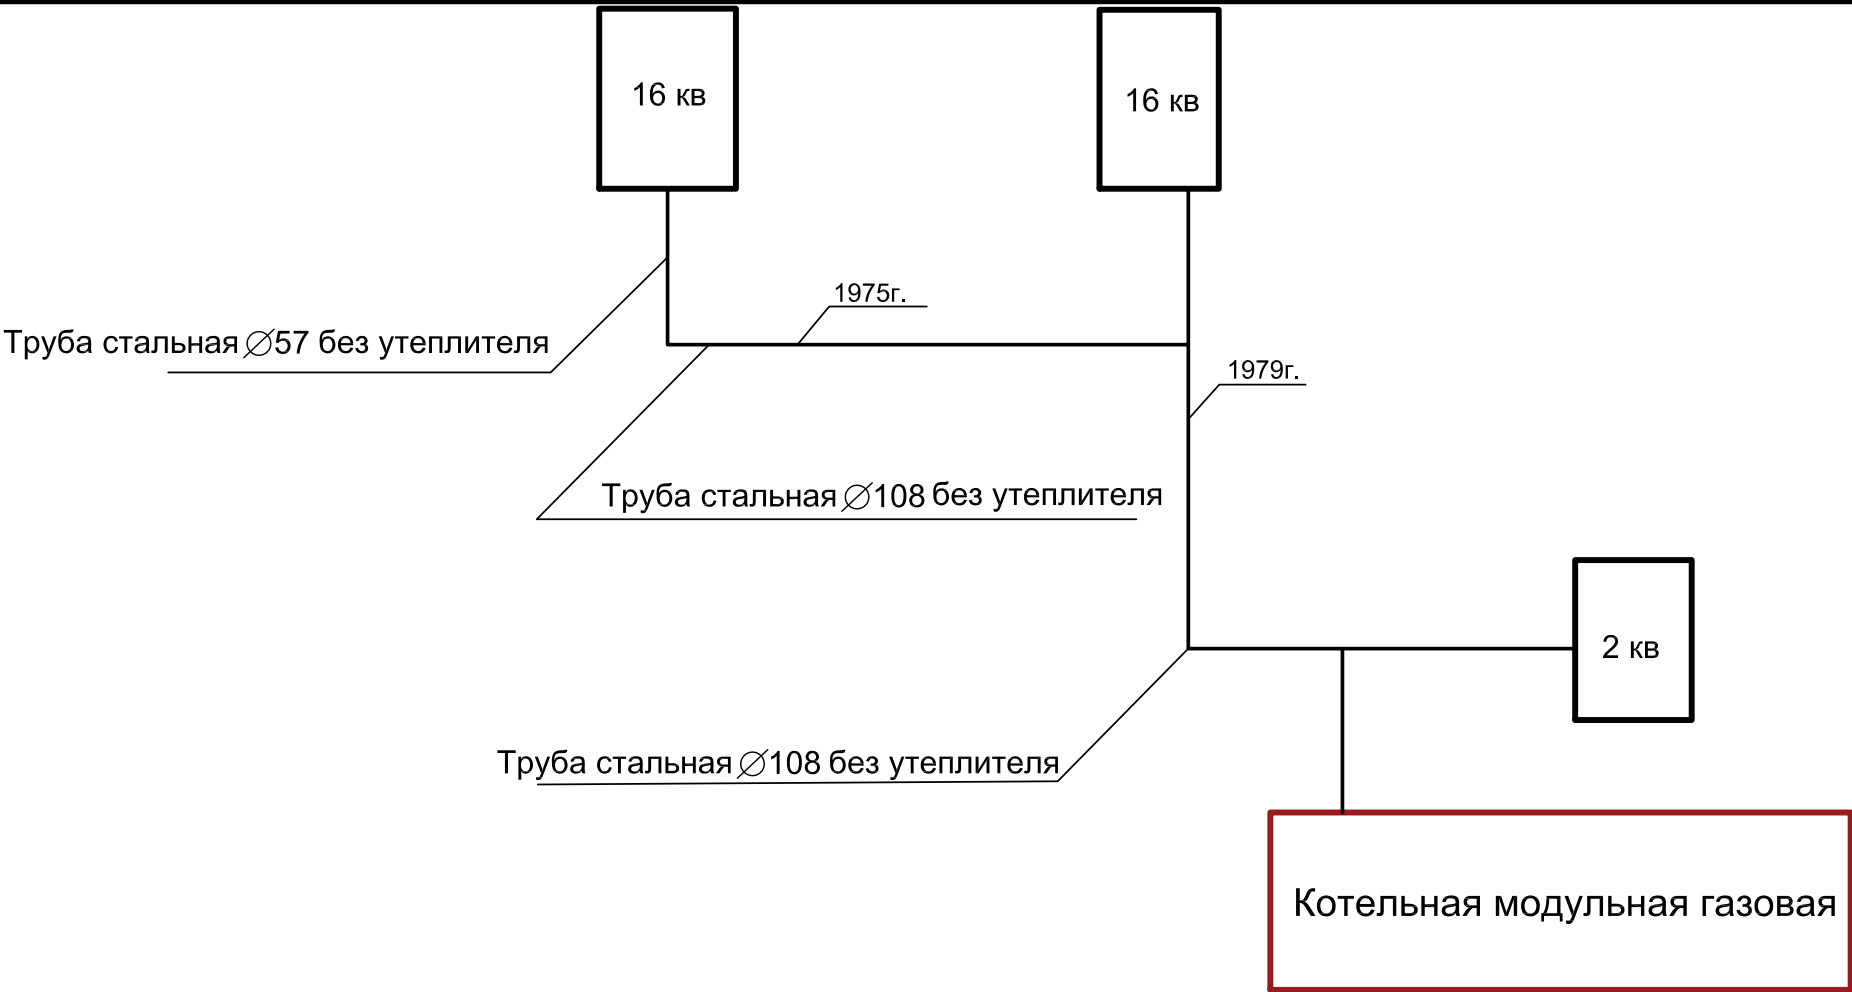 16 кв
16 кв
1975г.
Труба стальная ∅57 без утеплителя
1979г.
Труба стальная ∅108 без утеплителя
2 кв
Труба стальная ∅108 без утеплителя
Котельная модульная газовая